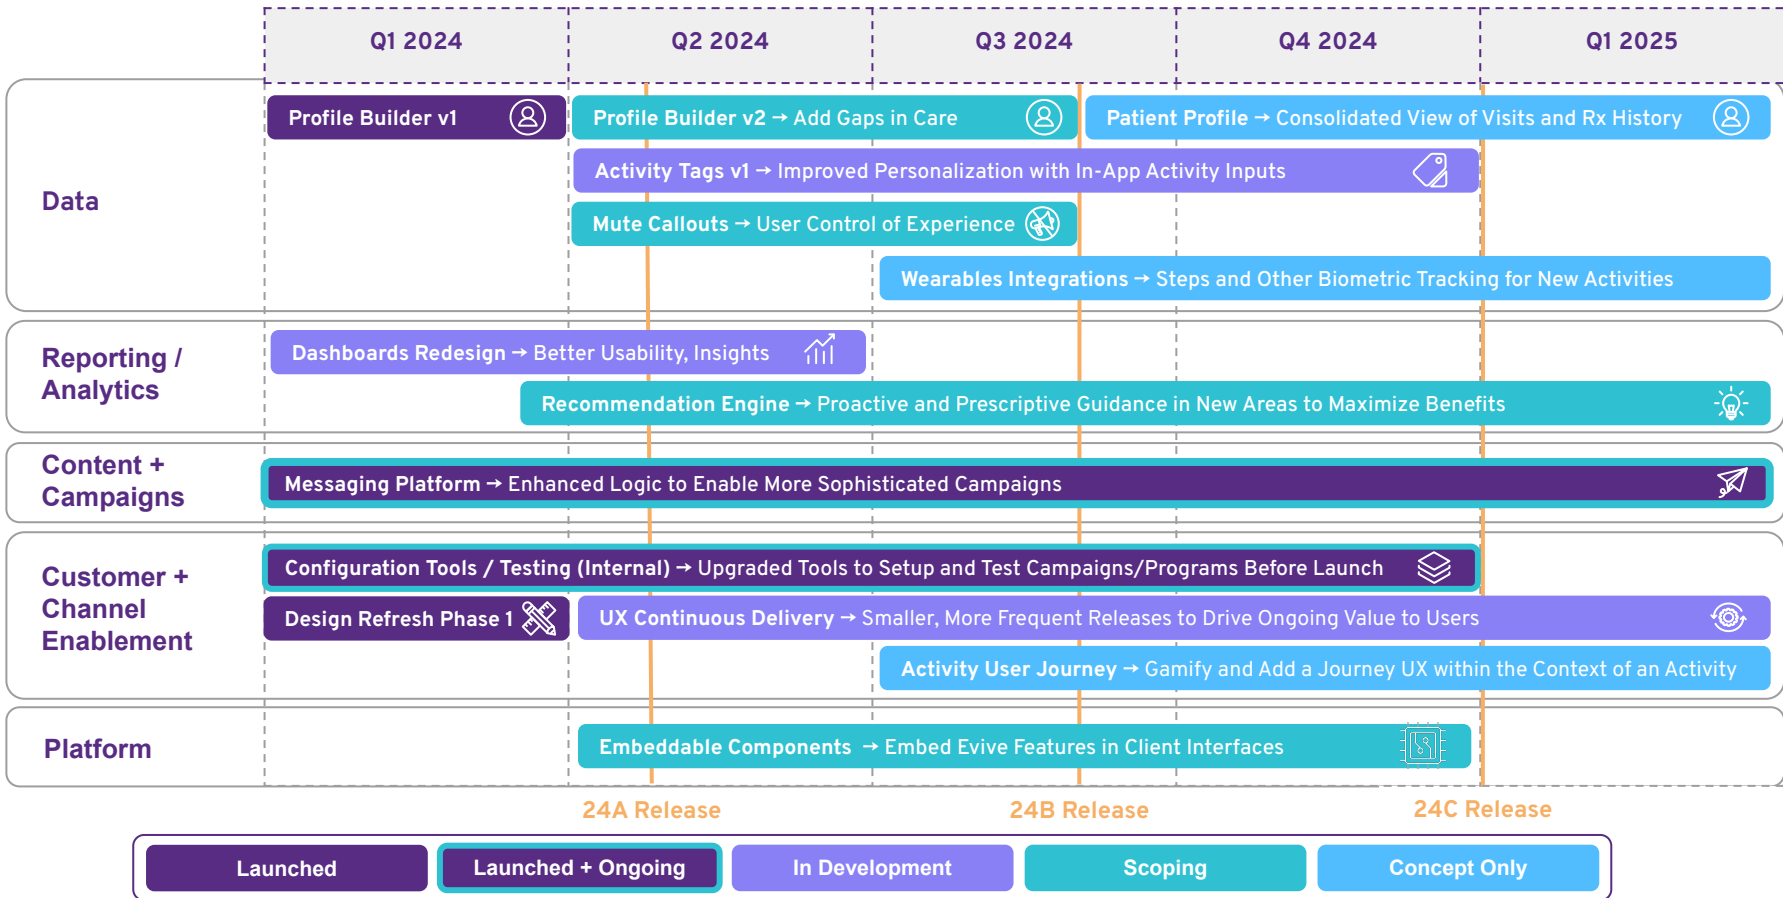 Q1 2024
Q2 2024
Q3 2024
Q4 2024
Q1 2025
Data
Profile Builder v1
Profile Builder v2 → Add Gaps in Care
Patient Profile → Consolidated View of Visits and Rx History
Activity Tags v1 → Improved Personalization with In-App Activity Inputs
Mute Callouts → User Control of Experience
Wearables Integrations → Steps and Other Biometric Tracking for New Activities
Reporting /
Analytics
Dashboards Redesign → Better Usability, Insights
Recommendation Engine → Proactive and Prescriptive Guidance in New Areas to Maximize Benefits
Content +
Campaigns
Messaging Platform → Enhanced Logic to Enable More Sophisticated Campaigns
Customer +
Channel
Enablement
Configuration Tools / Testing (Internal) → Upgraded Tools to Setup and Test Campaigns/Programs Before Launch
Design Refresh Phase 1
UX Continuous Delivery → Smaller, More Frequent Releases to Drive Ongoing Value to Users
Activity User Journey → Gamify and Add a Journey UX within the Context of an Activity
Platform
Embeddable Components → Embed Evive Features in Client Interfaces
24A Release
24B Release
24C Release
Launched
Launched + Ongoing
In Development
Scoping
Concept Only